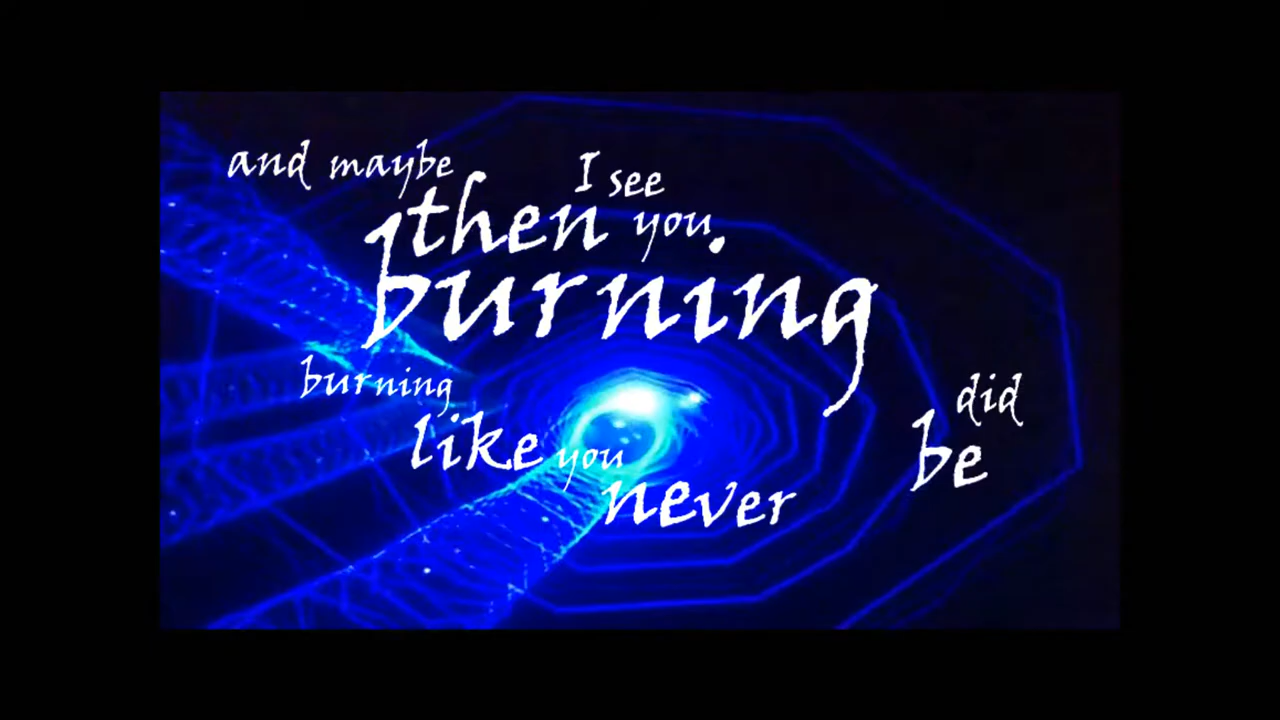 and maybe
then I see
you
burning
burning
like you
never
did
be